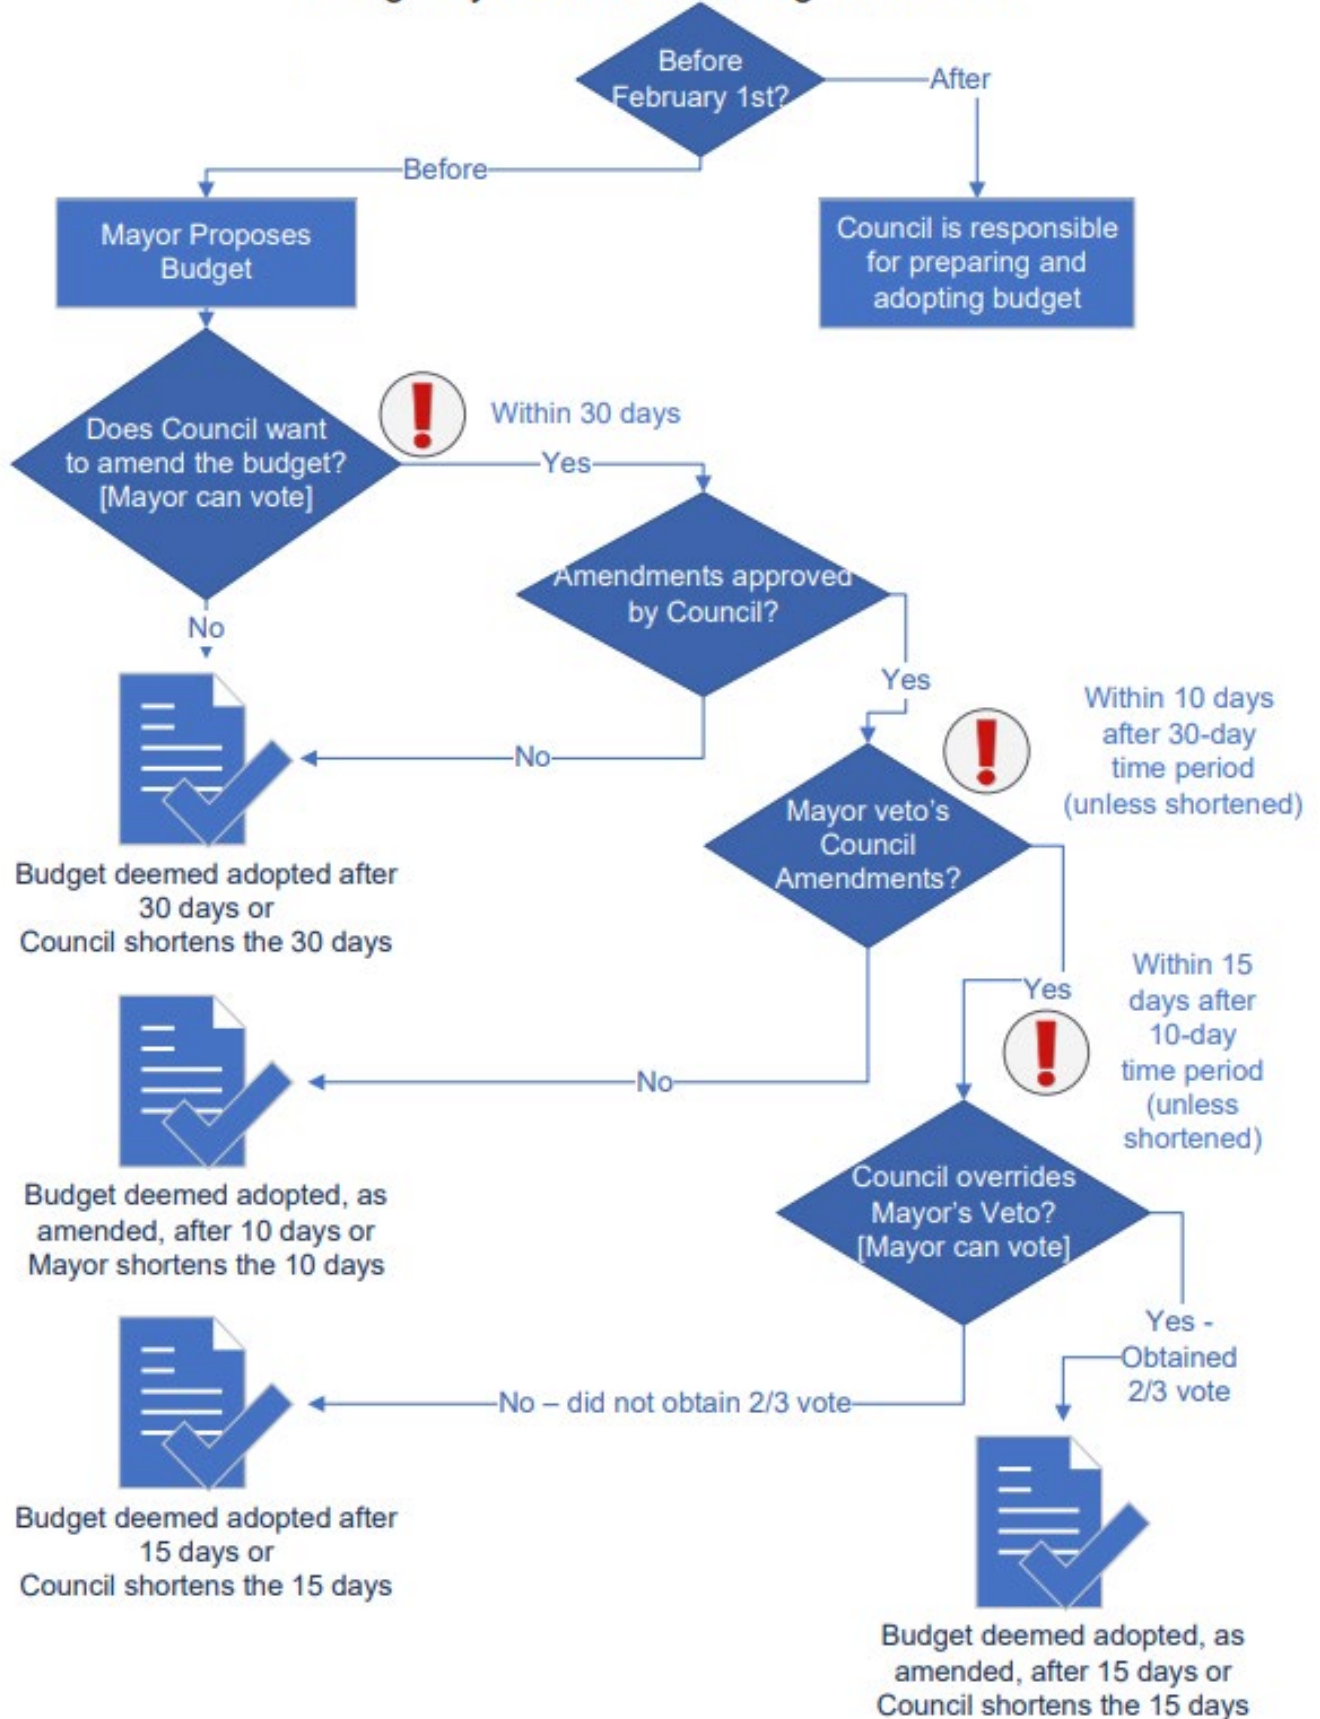 Before
February 1st?
After
Before
Mayor Proposes
Budget
Council is responsible
for preparing and
adopting budget
Does Council want
to amend the budget?
[Mayor can vote]
Within 30 days
Yes
Amendments approved
by Council?
No
Yes
Within 10 days
after 30-day
time period
(unless shortened)
No
Mayor veto's
Council
Amendments?
Budget deemed adopted after
30 days or
Council shortens the 30 days
Yes
Within 15
days after
10-day
time period
(unless
shortened)
No
Council overrides
Mayor's Veto?
[Mayor can vote]
Budget deemed adopted, as
amended, after 10 days or
Mayor shortens the 10 days
Yes -
Obtained
2/3 vote
No – did not obtain 2/3 vote
Budget deemed adopted after
15 days or
Council shortens the 15 days
Budget deemed adopted, as
amended, after 15 days or
Council shortens the 15 days